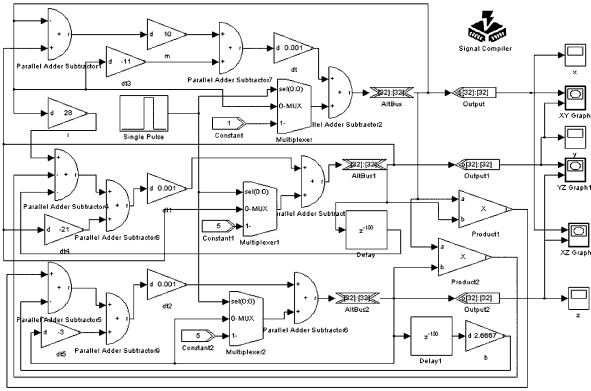 Signal Compiler
d 10
m
Parallel Adder Subtractor1
d -11
dt3
Parallel Adder Subtractor7
d 0.001
dt
sel(0:0)
0- MUX
1-
Multiplexer
1
Constant
Parallel Adder Subtractor2
[32]:[32]
AltBus
[32]:[32]
Output
x
XY Graph
d 28
r
Single Pulse
y
Parallel Adder Subtractor4
d -21
dt4
Parallel Adder Subtractor8
d 0.001
dt1
sel(0:0)
0- MUX
1-
Multiplexer1
5
Constant1
[32]:[32]
AltBus1
[32]:[32]
Output1
YZ Graph1
z-150
Delay
a
b
X
Product1
a
b
X
Product2
XZ Graph
Parallel Adder Subtractor5
d -3
dt5
Parallel Adder Subtractor9
d 0.001
dt2
sel(0:0)
0- MUX
1-
Multiplexer2
5
Constant2
Parallel Adder Subtractor6
[32]:[32]
AltBus2
[32]:[32]
Output2
z
z-150
Delay1
d 2.6667
b